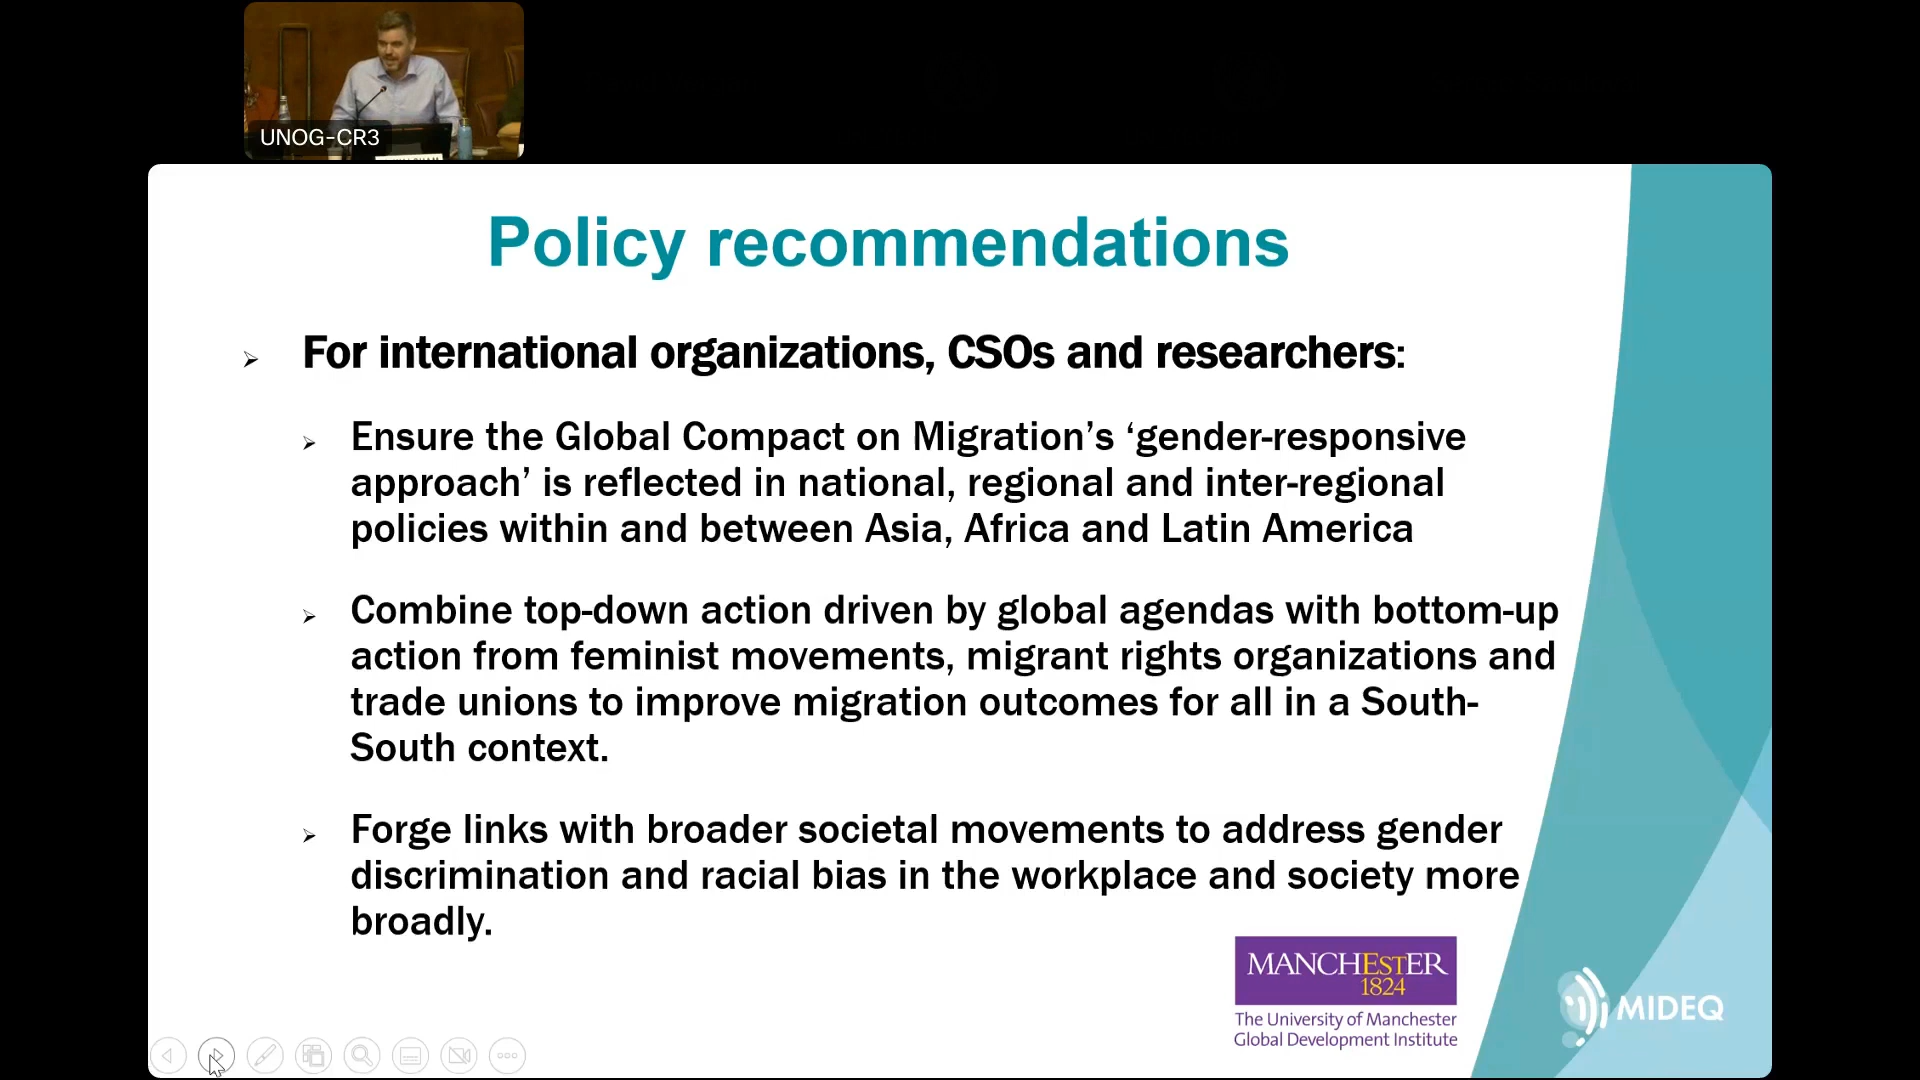 UNOG-CR3
Policy recommendations
For international organizations, CSOs and researchers:
Ensure the Global Compact on Migration’s ‘gender-responsive
approach’ is reflected in national, regional and inter-regional
policies within and between Asia, Africa and Latin America
Combine top-down action driven by global agendas with bottom-up
action from feminist movements, migrant rights organizations and
trade unions to improve migration outcomes for all in a South-
South context.
Forge links with broader societal movements to address gender
discrimination and racial bias in the workplace and society more
broadly.
MANCHESTER
1824
The University of Manchester
Global Development Institute
MIDEQ